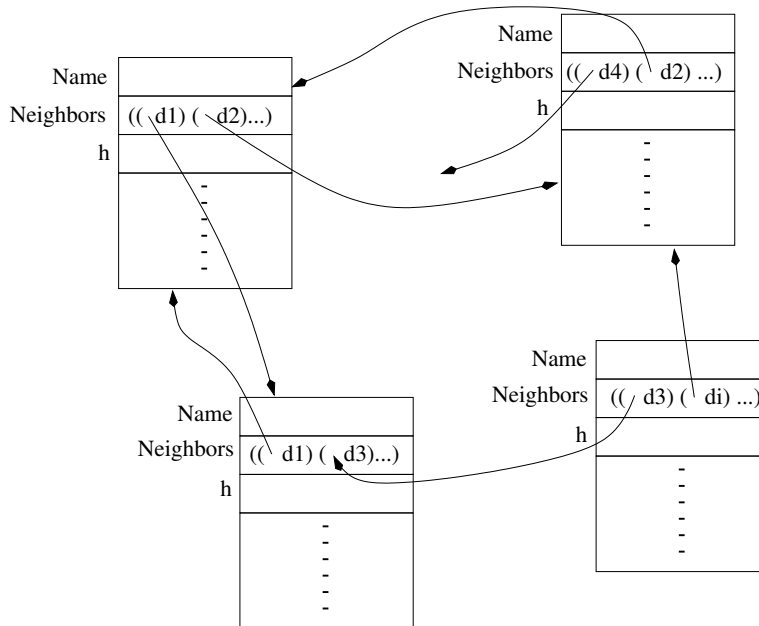 Name
Neighbors ((  d1) (  d2)...)
h
Name
Neighbors ((  d4) (  d2) ...)
h
Name
Neighbors ((  d1) (  d3)...)
h
Name
Neighbors ((  d3) (  di) ...)
h